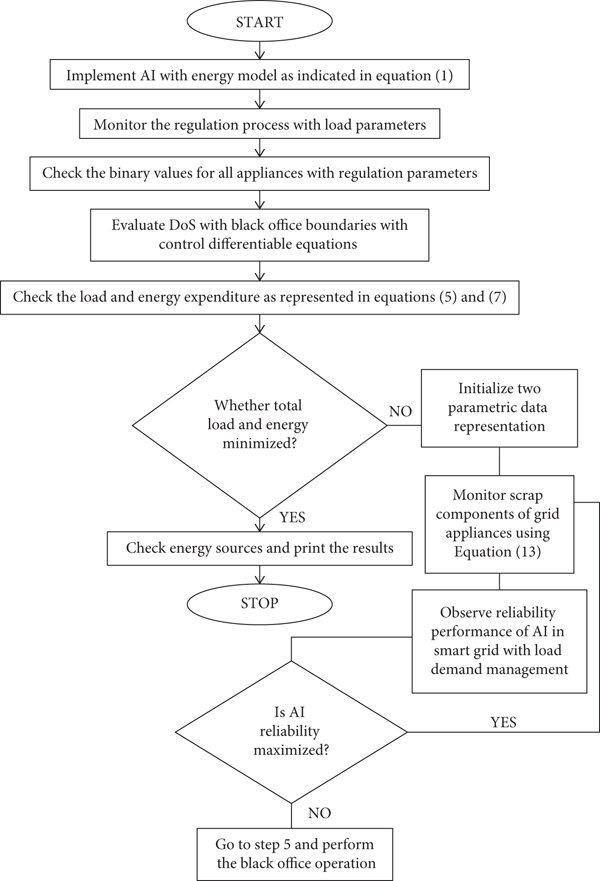 START
Implement AI with energy model as indicated in equation (1)
Monitor the regulation process with load parameters
Check the binary values for all appliances with regulation parameters
Evaluate DoS with black office boundaries with
control differentiable equations
Check the load and energy expenditure as represented in equations (5) and (7)
Whether total
load and energy
minimized?
NO
Initialize two
parametric data
representation
Monitor scrap
components of grid
appliances using
Equation (13)
YES
Check energy sources and print the results
STOP
Observe reliability
performance of AI in
smart grid with load
demand management
Is AI
reliability
maximized?
YES
NO
Go to step 5 and perform
the black office operation